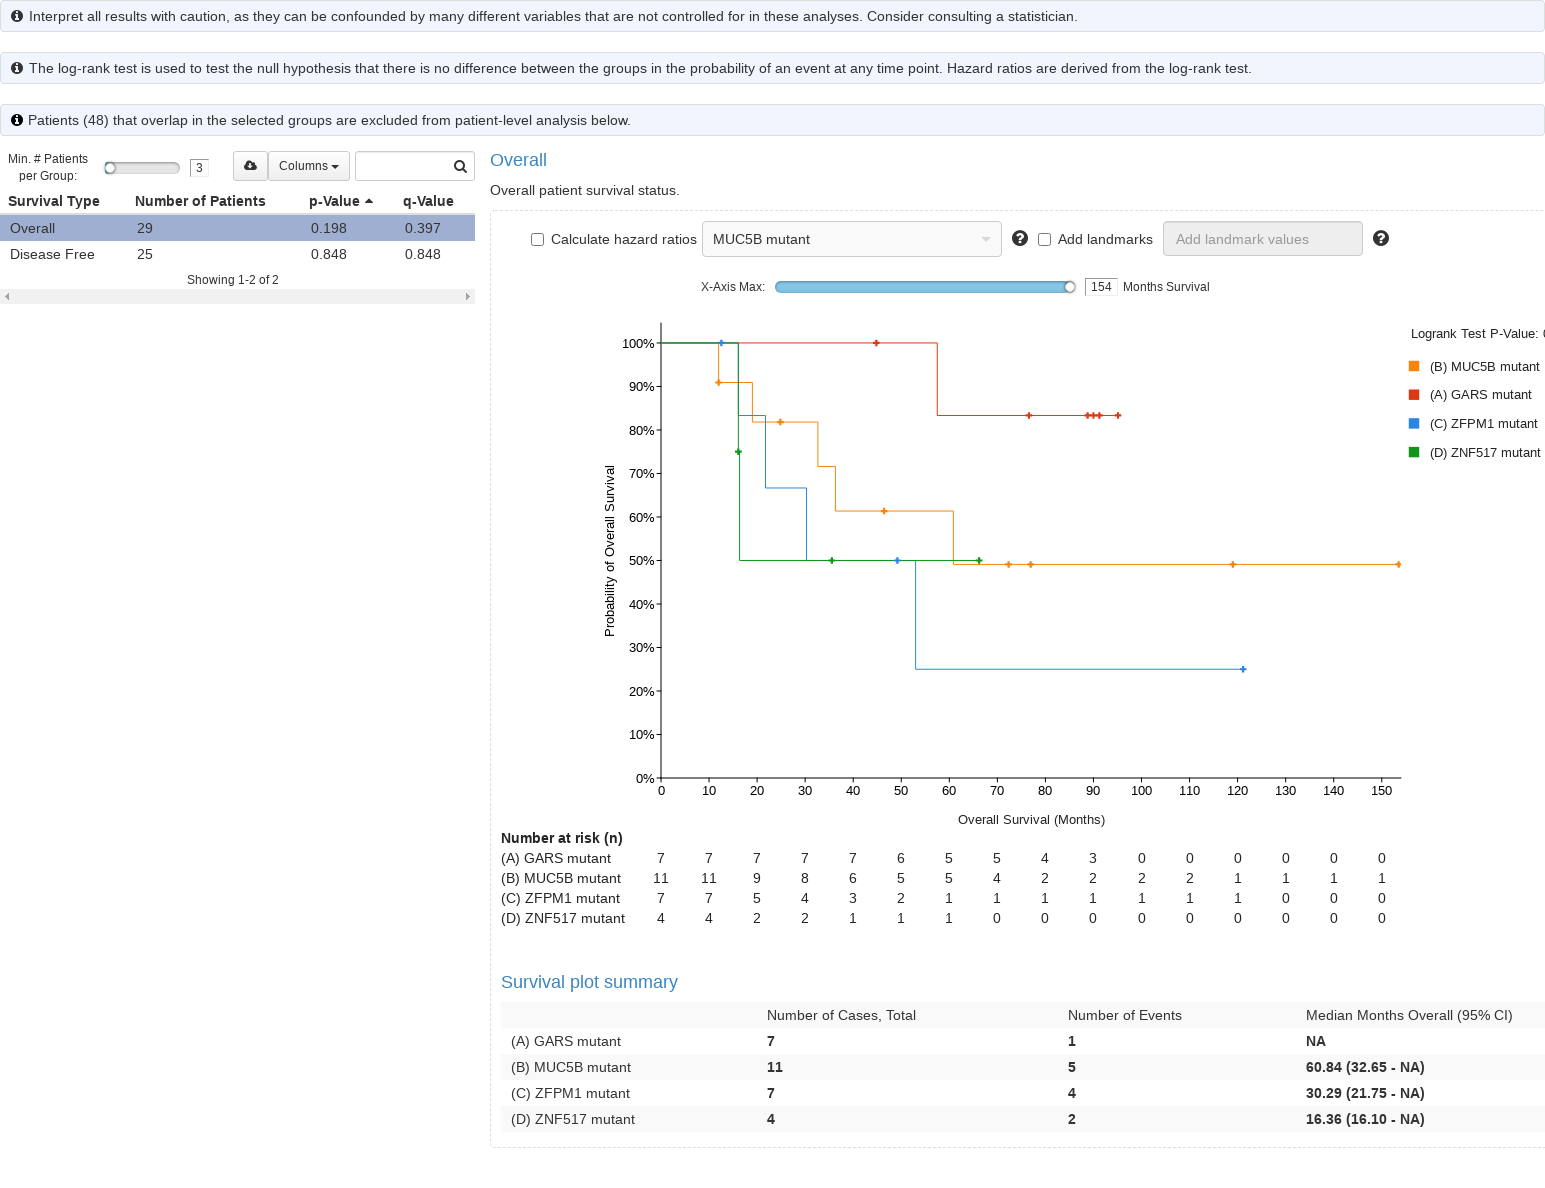 Interpret all results with caution, as they can be confounded by many different variables that are not controlled for in these analyses. Consider consulting a statistician.
The log-rank test is used to test the null hypothesis that there is no difference between the groups in the probability of an event at any time point. Hazard ratios are derived from the log-rank test.
Patients (48) that overlap in the selected groups are excluded from patient-level analysis below.
Min. # Patients
per Group:
3
Columns
Survival Type Number of Patients p-Value q-Value
Overall 29 0.198 0.397
Disease Free 25 0.848 0.848
Showing 1-2 of 2
Overall
Overall patient survival status.
Calculate hazard ratios MUC5B mutant Add landmarks Add landmark values
X-Axis Max: 154 Months Survival
Logrank Test P-Value:
(B) MUC5B mutant
(A) GARS mutant
(C) ZFPM1 mutant
(D) ZNF517 mutant
Probability of Overall Survival
100%
90%
80%
70%
60%
50%
40%
30%
20%
10%
0%
0 10 20 30 40 50 60 70 80 90 100 110 120 130 140 150
Overall Survival (Months)
Number at risk (n)
(A) GARS mutant 7 7 7 7 7 6 5 5 4 3 0 0 0 0 0 0
(B) MUC5B mutant 11 11 9 8 6 5 5 4 2 2 2 2 1 1 1 1
(C) ZFPM1 mutant 7 7 5 4 3 2 1 1 1 1 1 1 1 0 0 0
(D) ZNF517 mutant 4 4 2 2 1 1 1 0 0 0 0 0 0 0 0 0
Survival plot summary
Number of Cases, Total Number of Events Median Months Overall (95% CI)
(A) GARS mutant 7 1 NA
(B) MUC5B mutant 11 5 60.84 (32.65 - NA)
(C) ZFPM1 mutant 7 4 30.29 (21.75 - NA)
(D) ZNF517 mutant 4 2 16.36 (16.10 - NA)